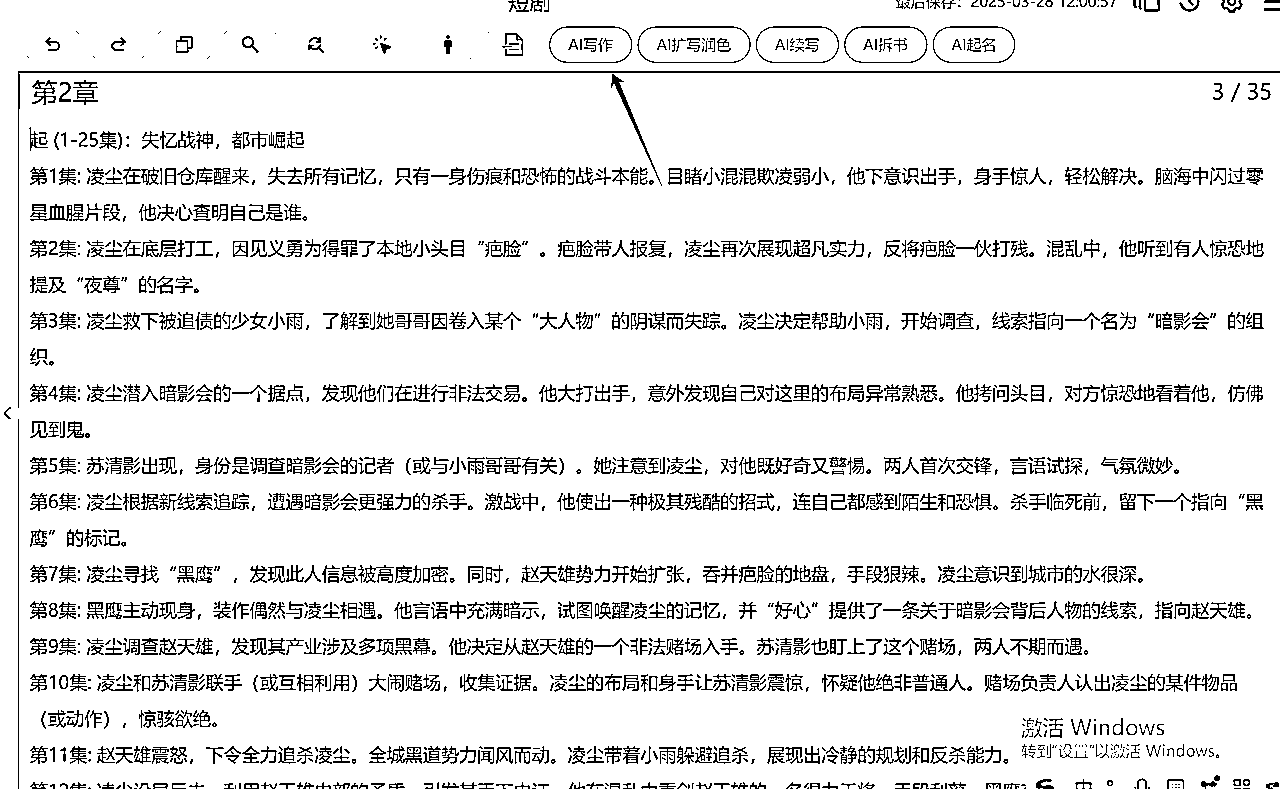 短剧
最后保存：2025-03-28 12:00:57
AI写作 AI扩写润色 AI续写 AI拆书 AI起名
第2章
3 / 35
起 (1-25集)：失忆战神，都市崛起
第1集: 凌尘在破旧仓库醒来，失去所有记忆，只有一身伤痕和恐怖的战斗本能。目睹小混混欺凌弱小，他下意识出手，身手惊人，轻松解决。脑海中闪过零
星血腥片段，他决心查明自己是谁。
第2集: 凌尘在底层打工，因见义勇为得罪了本地小头目“疤脸”。疤脸带人报复，凌尘再次展现超凡实力，反将疤脸一伙打残。混乱中，他听到有人惊恐地
提及“夜尊”的名字。
第3集: 凌尘救下被追债的少女小雨，了解到她哥哥因卷入某个“大人物”的阴谋而失踪。凌尘决定帮助小雨，开始调查，线索指向一个名为“暗影会”的组
织。
第4集: 凌尘潜入暗影会的一个据点，发现他们在进行非法交易。他大打出手，意外发现自己对这里的布局异常熟悉。他拷问头目，对方惊恐地看着他，仿佛
见到鬼。
第5集: 苏清影出现，身份是调查暗影会的记者（或与小雨哥哥有关）。她注意到凌尘，对他既好奇又警惕。两人首次交锋，言语试探，气氛微妙。
第6集: 凌尘根据新线索追踪，遭遇暗影会更强力的杀手。激战中，他使出一种极其残酷的招式，连自己都感到陌生和恐惧。杀手临死前，留下一个指向“黑
鹰”的标记。
第7集: 凌尘寻找“黑鹰”，发现此人信息被高度加密。同时，赵天雄势力开始扩张，吞并疤脸的地盘，手段狠辣。凌尘意识到城市的水很深。
第8集: 黑鹰主动现身，装作偶然与凌尘相遇。他言语中充满暗示，试图唤醒凌尘的记忆，并“好心”提供了一条关于暗影会背后人物的线索，指向赵天雄。
第9集: 凌尘调查赵天雄，发现其产业涉及多项黑幕。他决定从赵天雄的一个非法赌场入手。苏清影也盯上了这个赌场，两人不期而遇。
第10集: 凌尘和苏清影联手（或互相利用）大闹赌场，收集证据。凌尘的布局和身手让苏清影震惊，怀疑他绝非普通人。赌场负责人认出凌尘的某件物品
（或动作），惊骇欲绝。
第11集: 赵天雄震怒，下令全力追杀凌尘。全城黑道势力闻风而动。凌尘带着小雨躲避追杀，展现出冷静的规划和反杀能力。
激活 Windows
转到“设置”以激活 Windows。